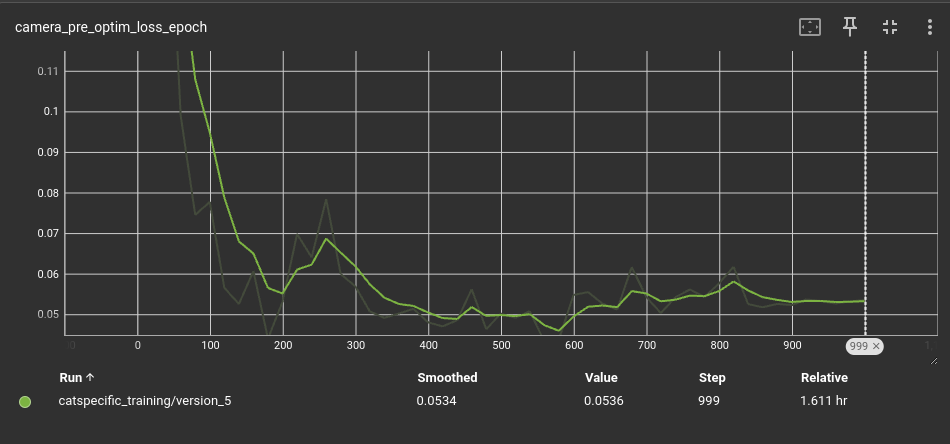 camera_pre_optim_loss_epoch
0.11
0.1
0.09
0.08
0.07
0.06
0.05
0 100 200 300 400 500 600 700 800 900 999 ×
Run ↑ Smoothed Value Step Relative
catspecific_training/version_5 0.0534 0.0536 999 1.611 hr